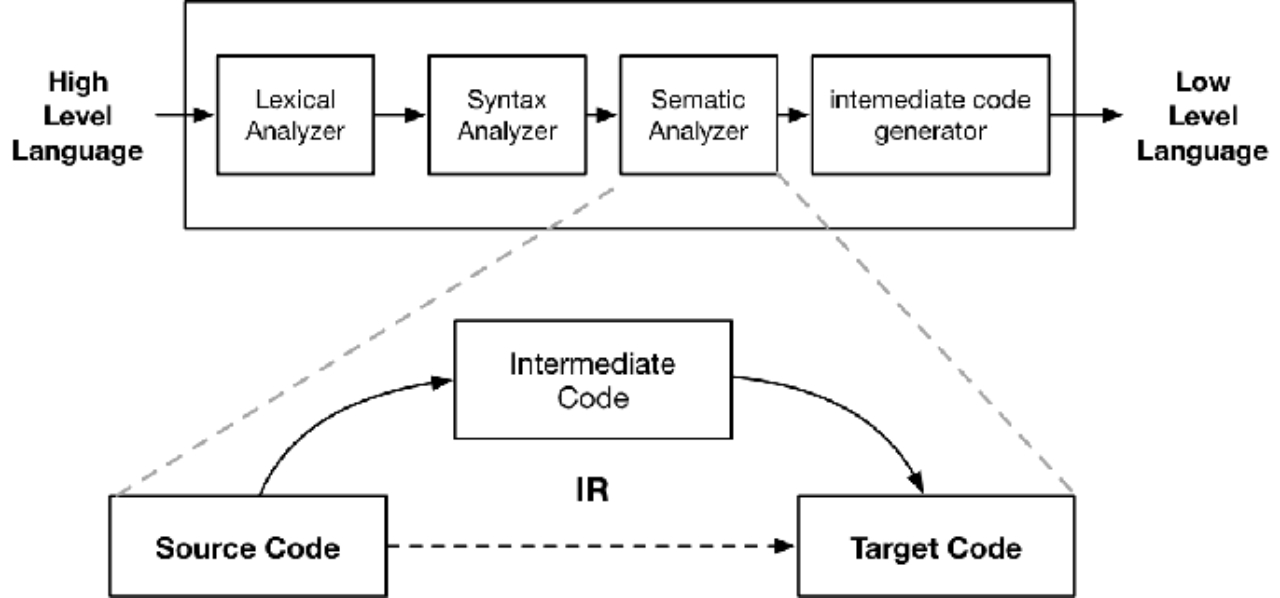 High
Level
Language
Lexical
Analyzer
Syntax
Analyzer
Sematic
Analyzer
intemediate code
generator
Low
Level
Language
Intermediate
Code
IR
Source Code
Target Code